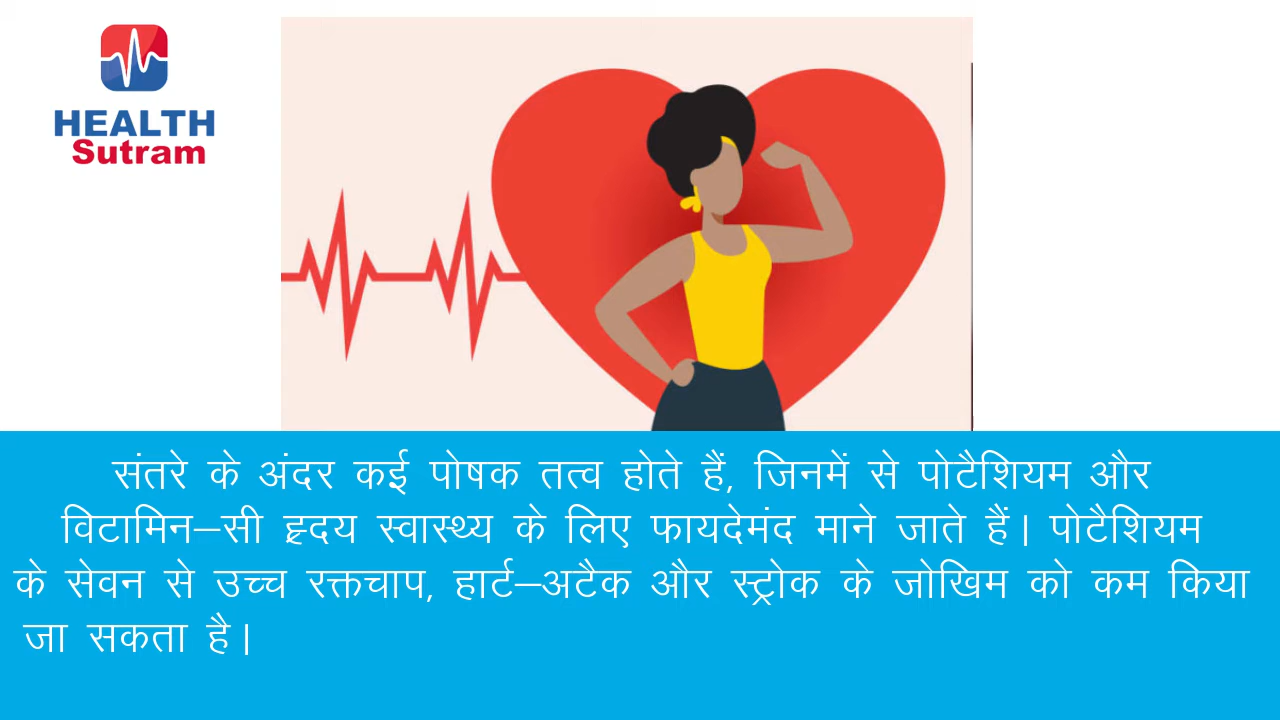 HEALTH
Sutram
संतरे के अंदर कई पोषक तत्व होते हैं, जिनमें से पोटैशियम और
विटामिन–सी हृदय स्वास्थ्य के लिए फायदेमंद माने जाते हैं। पोटैशियम
के सेवन से उच्च रक्तचाप, हार्ट–अटैक और स्ट्रोक के जोखिम को कम किया
जा सकता है।